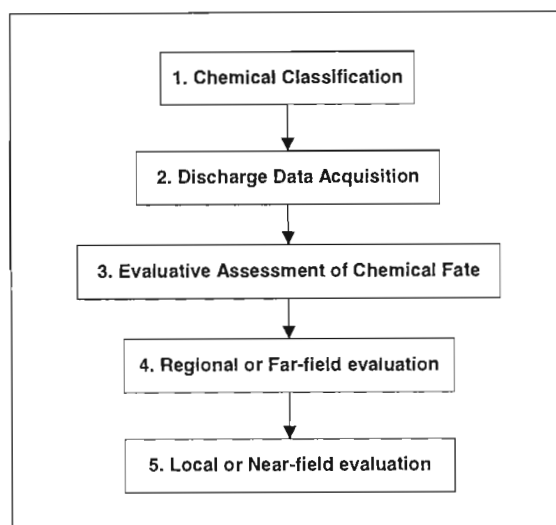 1. Chemical Classification
2. Discharge Data Acquisition
3. Evaluative Assessment of Chemical Fate
4. Regional or Far-field evaluation
5. Local or Near-field evaluation